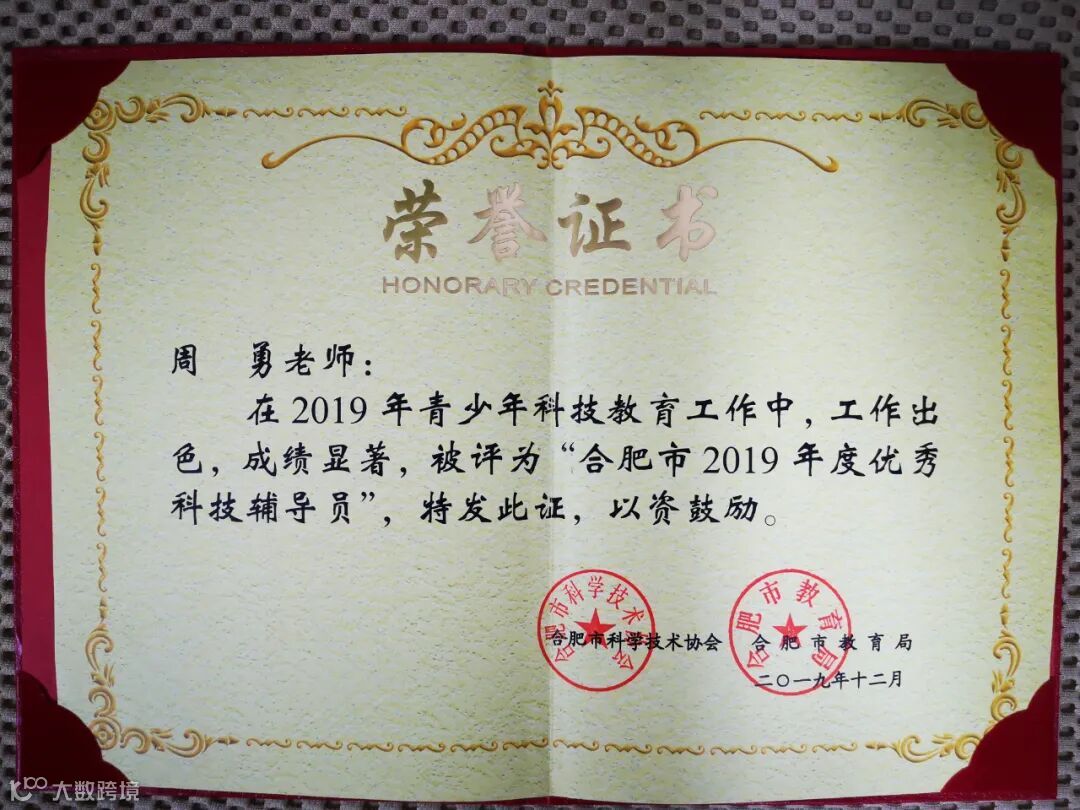 荣誉证书
HONORARY CREDENTIAL
周 勇老师：
在2019年青少年科技教育工作中，工作出
色，成绩显著，被评为“合肥市2019年度优秀
科技辅导员”，特发此证，以资鼓励。
合肥市科学技术协会
合肥市教育局
合肥市科学技术协会 合肥市教育局
二〇一九年十二月
大数跨境